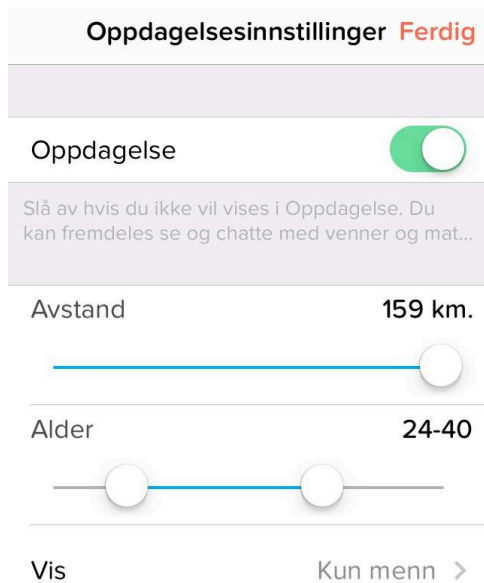 Oppdagelsesinnstillinger Ferdig
Oppdagelse
Slå av hvis du ikke vil vises i Oppdagelse. Du
kan fremdeles se og chatte med venner og mat...
Avstand 159 km.
Alder 24-40
Vis Kun menn >